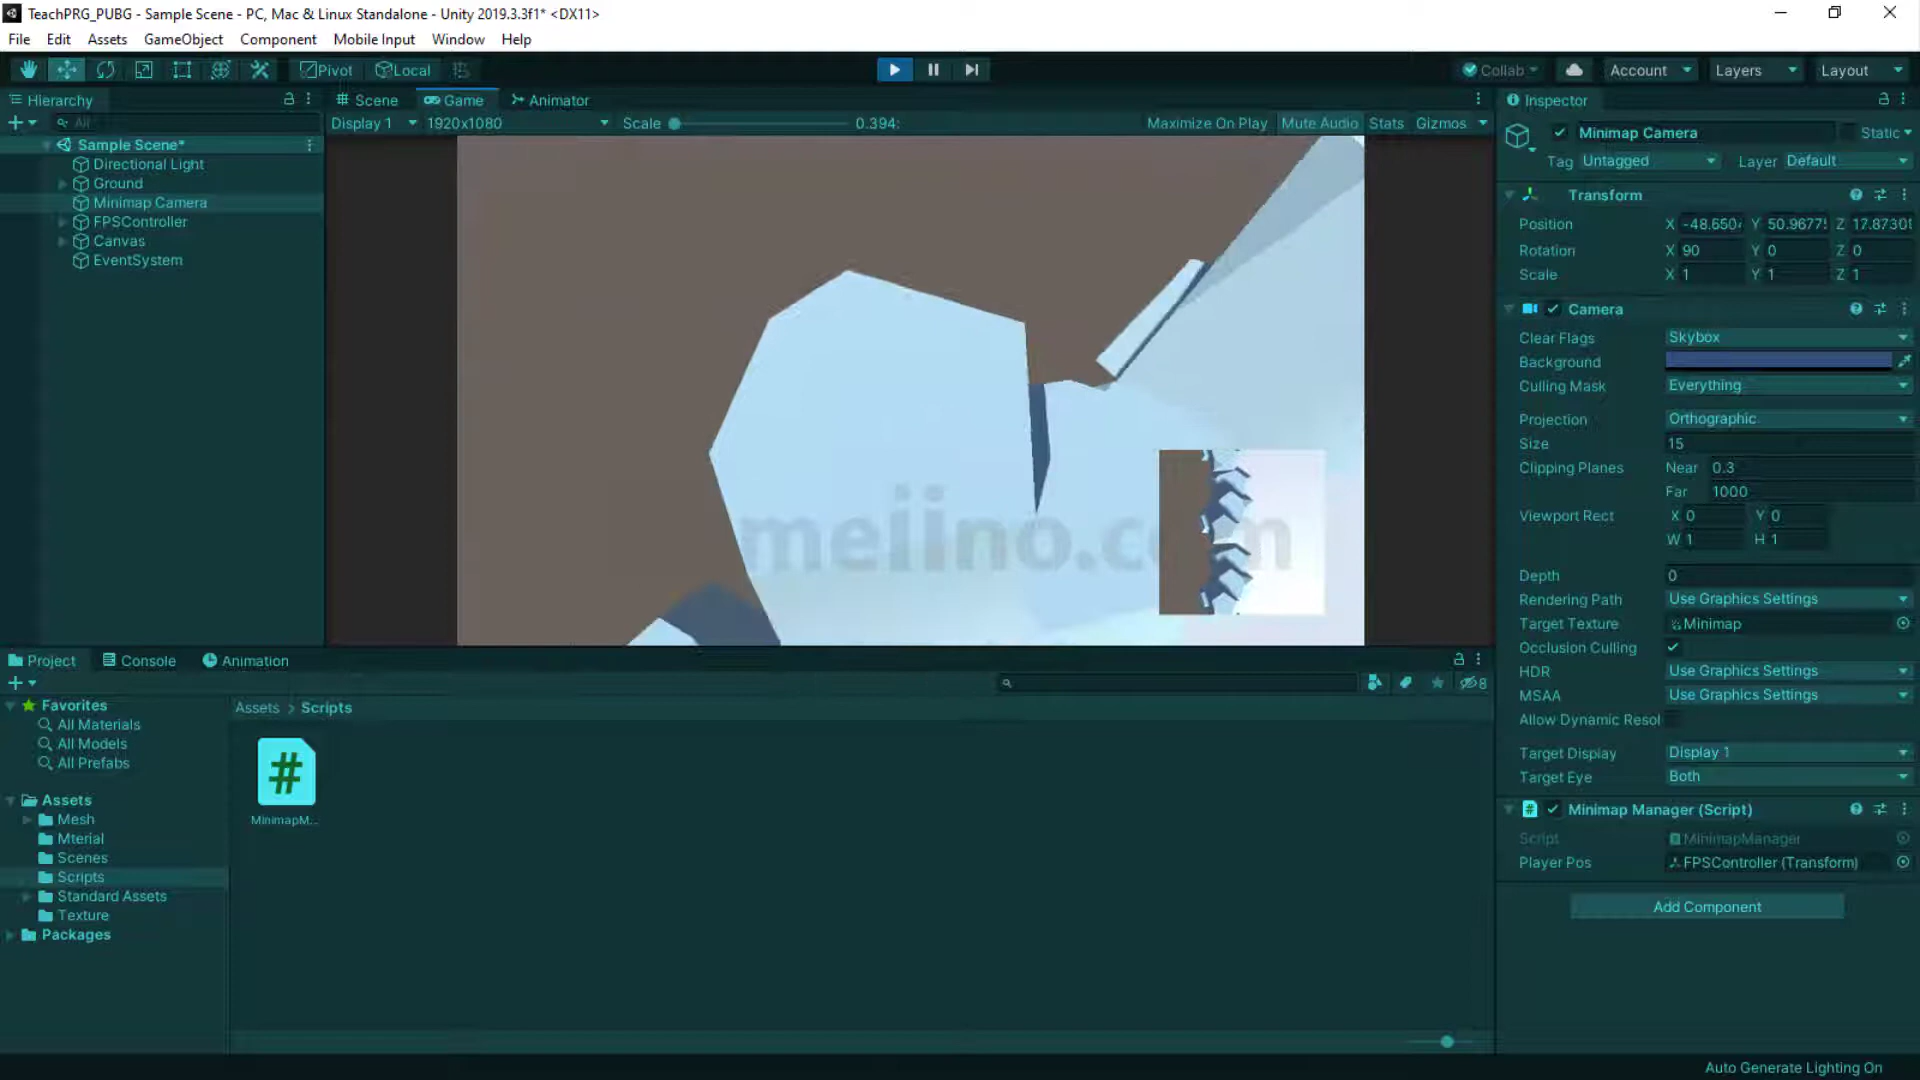 TeachPRG_PUBG - Sample Scene - PC, Mac & Linux Standalone - Unity 2019.3.3f1* <DX11>
File Edit Assets GameObject Component Mobile Input Window Help
Pivot Local Collab Account Layers Layout
Hierarchy
All
Sample Scene*
Directional Light
Ground
Minimap Camera
FPSController
Canvas
EventSystem
Scene Game Animator
Display 1 1920x1080 Scale 0.394: Maximize On Play Mute Audio Stats Gizmos
meiino.com
Inspector
Minimap Camera Static
Tag Untagged Layer Default
Transform
Position X -48.650 Y 50.9677 Z 17.8730
Rotation X 90 Y 0 Z 0
Scale X 1 Y 1 Z 1
Camera
Clear Flags Skybox
Background
Culling Mask Everything
Projection Orthographic
Size 15
Clipping Planes Near 0.3
Far 1000
Viewport Rect X 0 Y 0
W 1 H 1
Depth 0
Rendering Path Use Graphics Settings
Target Texture Minimap
Occlusion Culling
HDR Use Graphics Settings
MSAA Use Graphics Settings
Allow Dynamic Resol
Target Display Display 1
Target Eye Both
Minimap Manager (Script)
Script MinimapManager
Player Pos FPSController (Transform)
Add Component
Project Console Animation
8
Favorites
All Materials
All Models
All Prefabs
Assets
Mesh
Mterial
Scenes
Scripts
Standard Assets
Texture
Packages
Assets > Scripts
#
MinimapM...
Auto Generate Lighting On